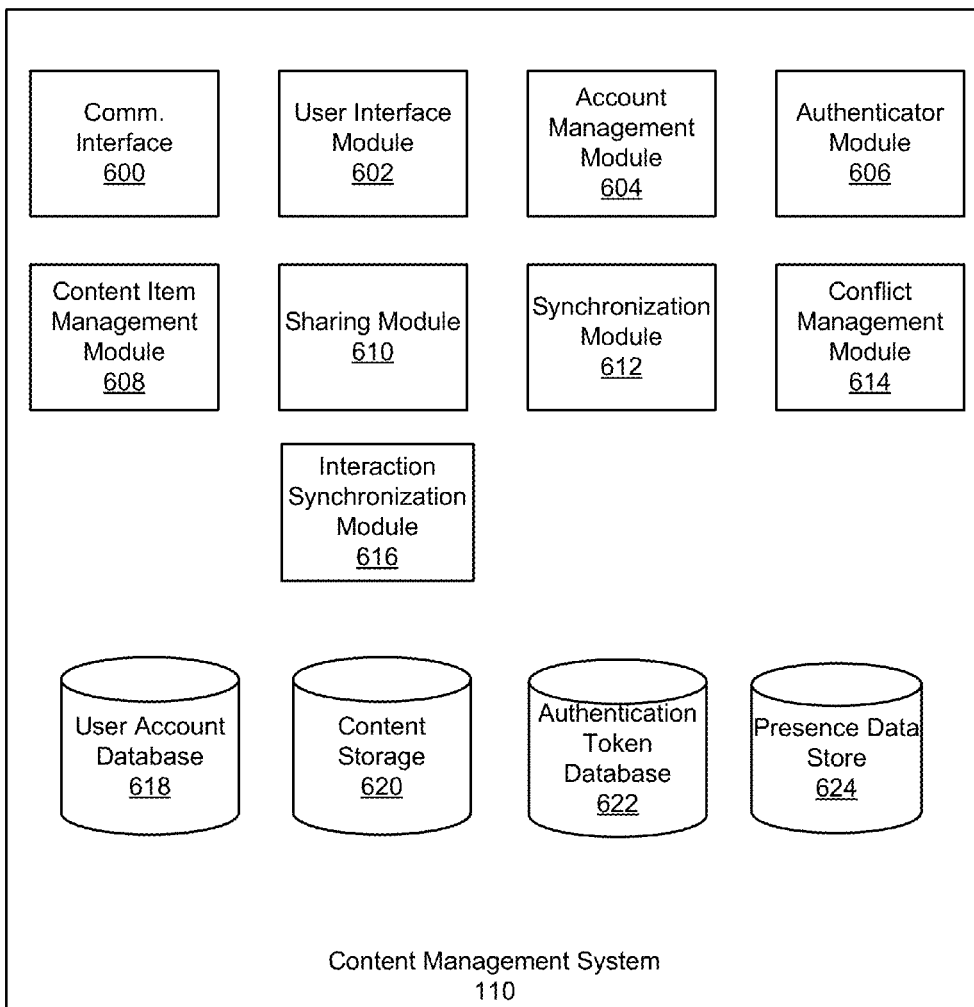 Comm.
Interface
600
User Interface
Module
602
Account
Management
Module
604
Authenticator
Module
606
Content Item
Management
Module
608
Sharing Module
610
Synchronization
Module
612
Conflict
Management
Module
614
Interaction
Synchronization
Module
616
User Account
Database
618
Content
Storage
620
Authentication
Token
Database
622
Presence Data
Store
624
Content Management System
110